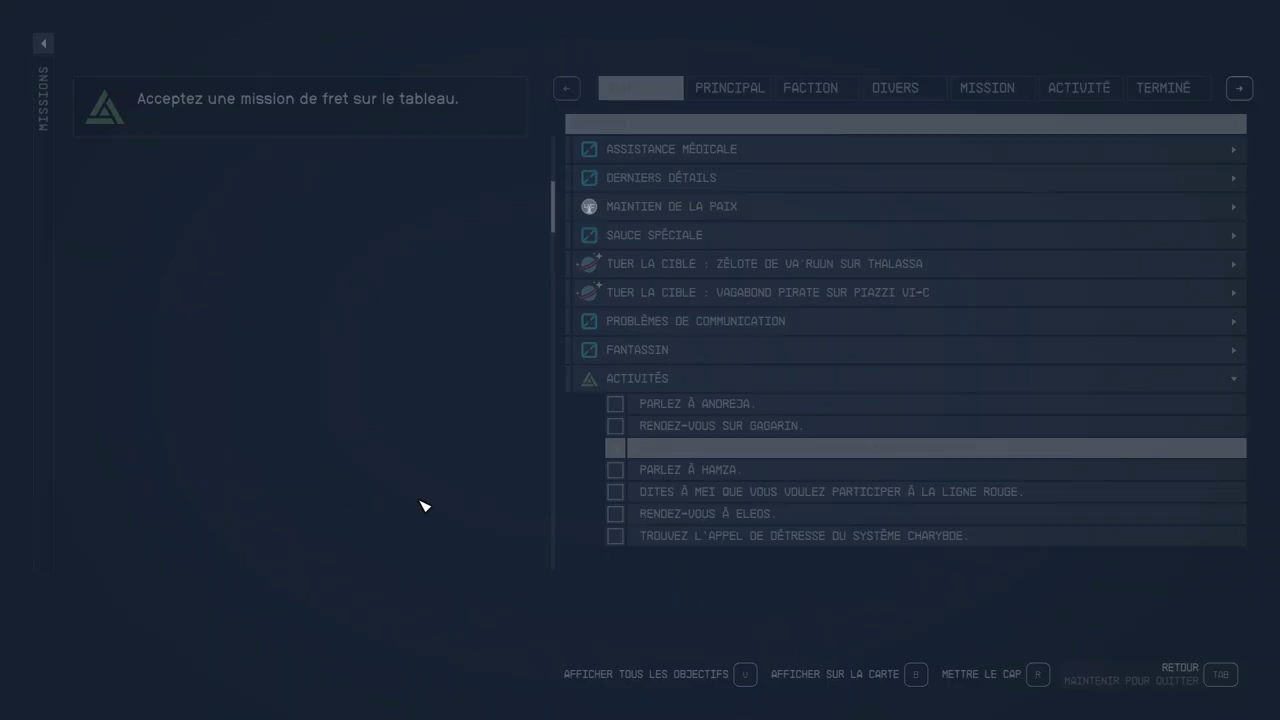 MISSIONS
Acceptez une mission de fret sur le tableau.
PRINCIPAL FACTION DIVERS MISSION ACTIVITÉ TERMINÉ
ASSISTANCE MÉDICALE
DERNIERS DÉTAILS
MAINTIEN DE LA PAIX
SAUCE SPÉCIALE
TUER LA CIBLE : ZÉLOTE DE VA'RUUN SUR THALASSA
TUER LA CIBLE : VAGABOND PIRATE SUR PIAZZI VI-C
PROBLÈMES DE COMMUNICATION
FANTASSIN
ACTIVITÉS
PARLEZ À ANDREJA.
RENDEZ-VOUS SUR GAGARIN.
PARLEZ À HAMZA.
DITES À MEI QUE VOUS VOULEZ PARTICIPER À LA LIGNE ROUGE.
RENDEZ-VOUS À ELEOS.
TROUVEZ L'APPEL DE DÉTRESSE DU SYSTÈME CHARYBDE.
AFFICHER TOUS LES OBJECTIFS V AFFICHER SUR LA CARTE B METTRE LE CAP R RETOUR TAB
MAINTENIR POUR QUITTER